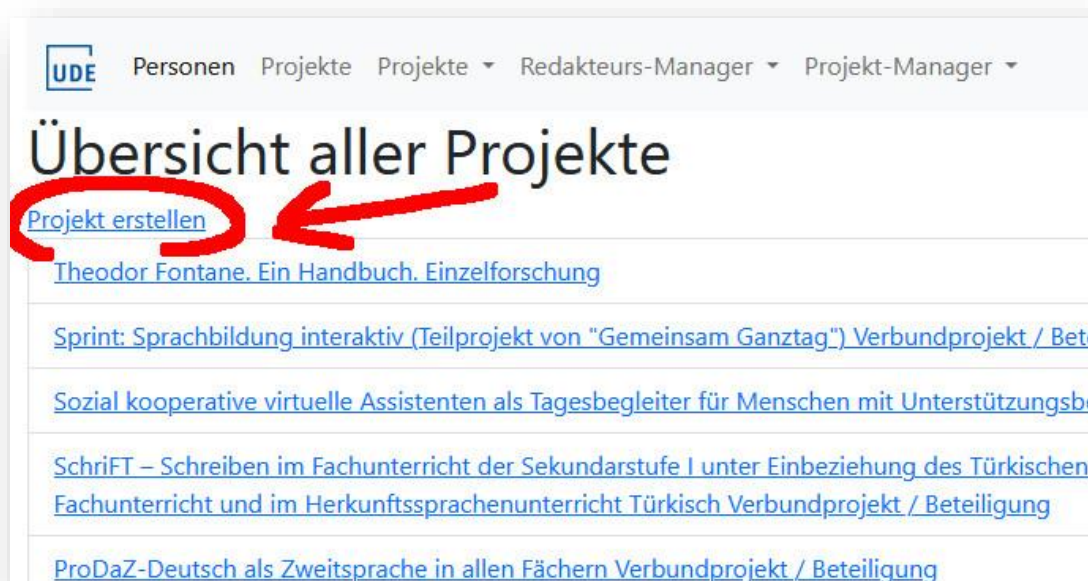 UDE Personen Projekte Projekte Redakteurs-Manager Projekt-Manager
Übersicht aller Projekte
Projekt erstellen
Theodor Fontane. Ein Handbuch. Einzelforschung
Sprint: Sprachbildung interaktiv (Teilprojekt von "Gemeinsam Ganztag") Verbundprojekt / Bete
Sozial kooperative virtuelle Assistenten als Tagesbegleiter für Menschen mit Unterstützungsb
SchriFT – Schreiben im Fachunterricht der Sekundarstufe I unter Einbeziehung des Türkischen
Fachunterricht und im Herkunftssprachenunterricht Türkisch Verbundprojekt / Beteiligung
ProDaZ-Deutsch als Zweitsprache in allen Fächern Verbundprojekt / Beteiligung